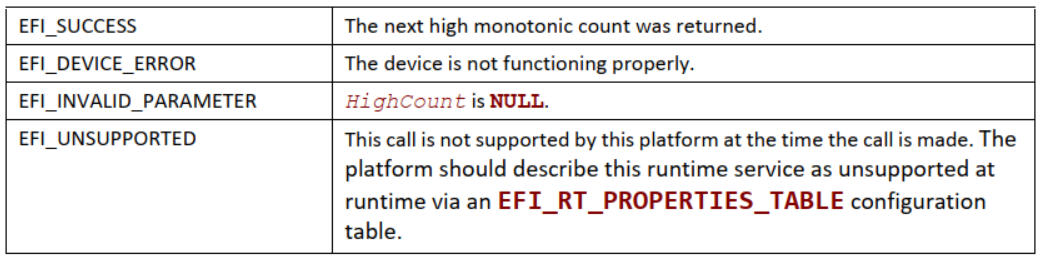 EFI_SUCCESS The next high monotonic count was returned.
EFI_DEVICE_ERROR The device is not functioning properly.
EFI_INVALID_PARAMETER HighCount is NULL.
EFI_UNSUPPORTED This call is not supported by this platform at the time the call is made. The
platform should describe this runtime service as unsupported at
runtime via an EFI_RT_PROPERTIES_TABLE configuration
table.